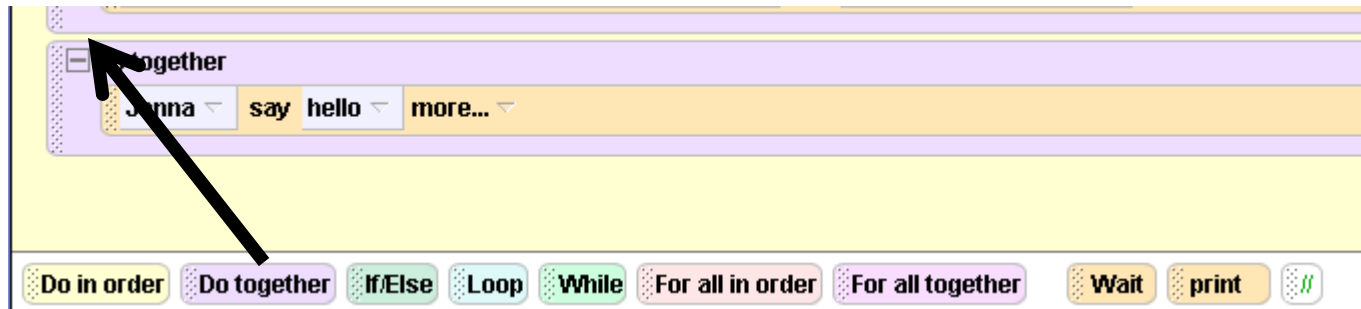 together
Jenna say hello more...
Do in order Do together If/Else Loop While For all in order For all together Wait print //